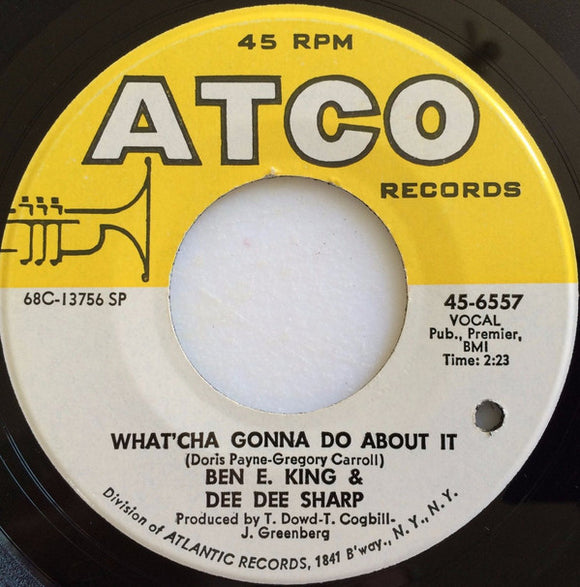 45 RPM
ATCO
RECORDS
68C-13756 SP
45-6557
VOCAL
Pub., Premier,
BMI
Time: 2:23
WHAT'CHA GONNA DO ABOUT IT
(Doris Payne-Gregory Carroll)
BEN E. KING &
DEE DEE SHARP
Produced by T. Dowd-T. Cogbill-
J. Greenberg
Division of ATLANTIC RECORDS, 1841 B'way., N.Y., N.Y.